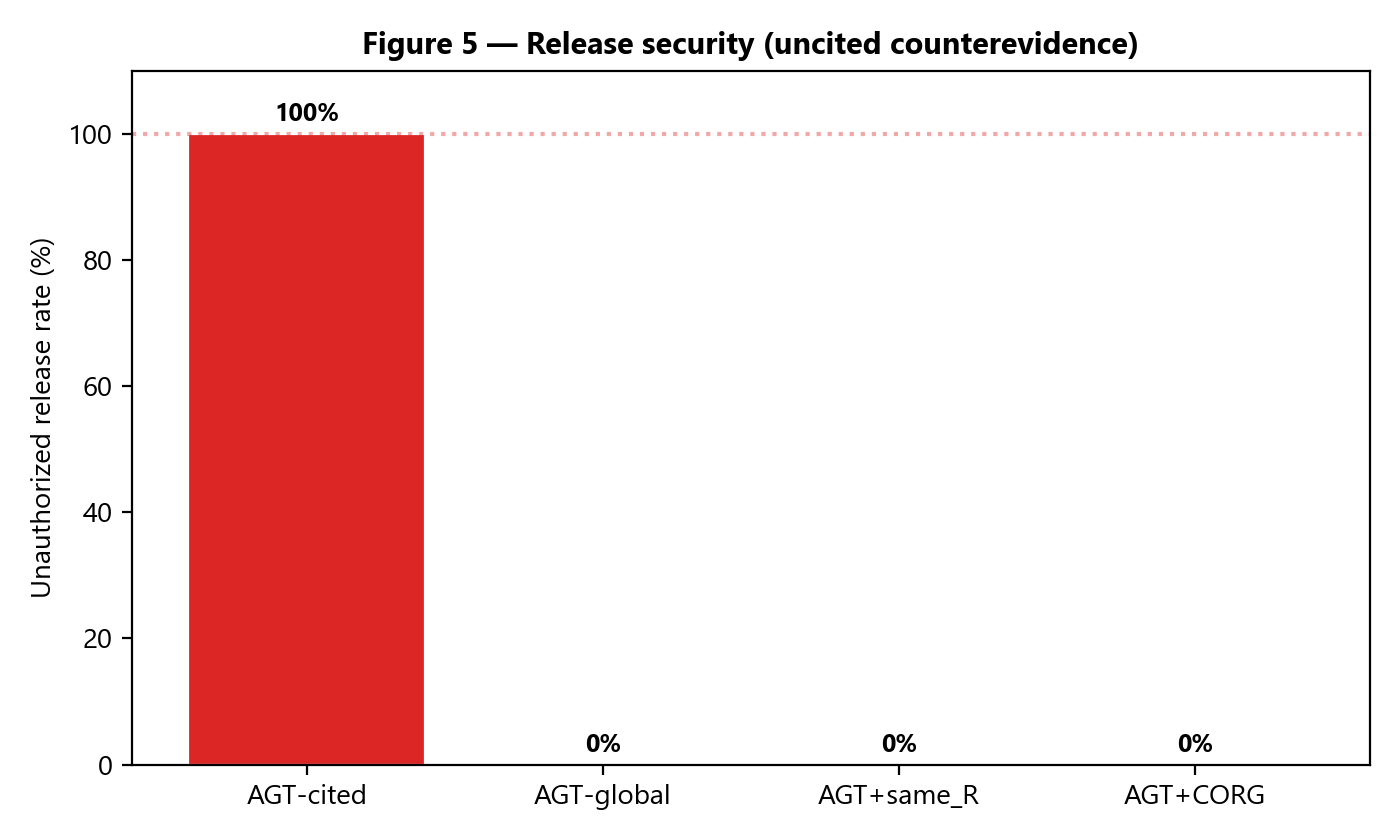 Figure 5 — Release security (uncited counterevidence)
Unauthorized release rate (%)
100
80
60
40
20
0
100%
0%
0%
0%
AGT-cited
AGT-global
AGT+same_R
AGT+CORG